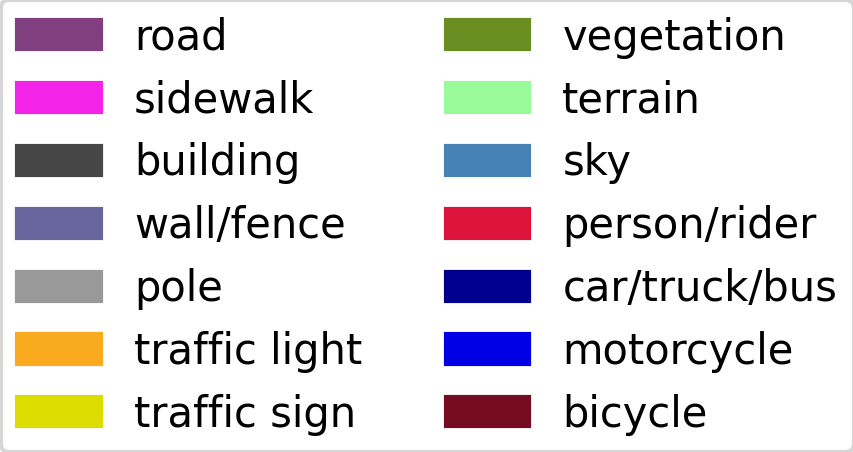 road
sidewalk
building
wall/fence
pole
traffic light
traffic sign
vegetation
terrain
sky
person/rider
car/truck/bus
motorcycle
bicycle